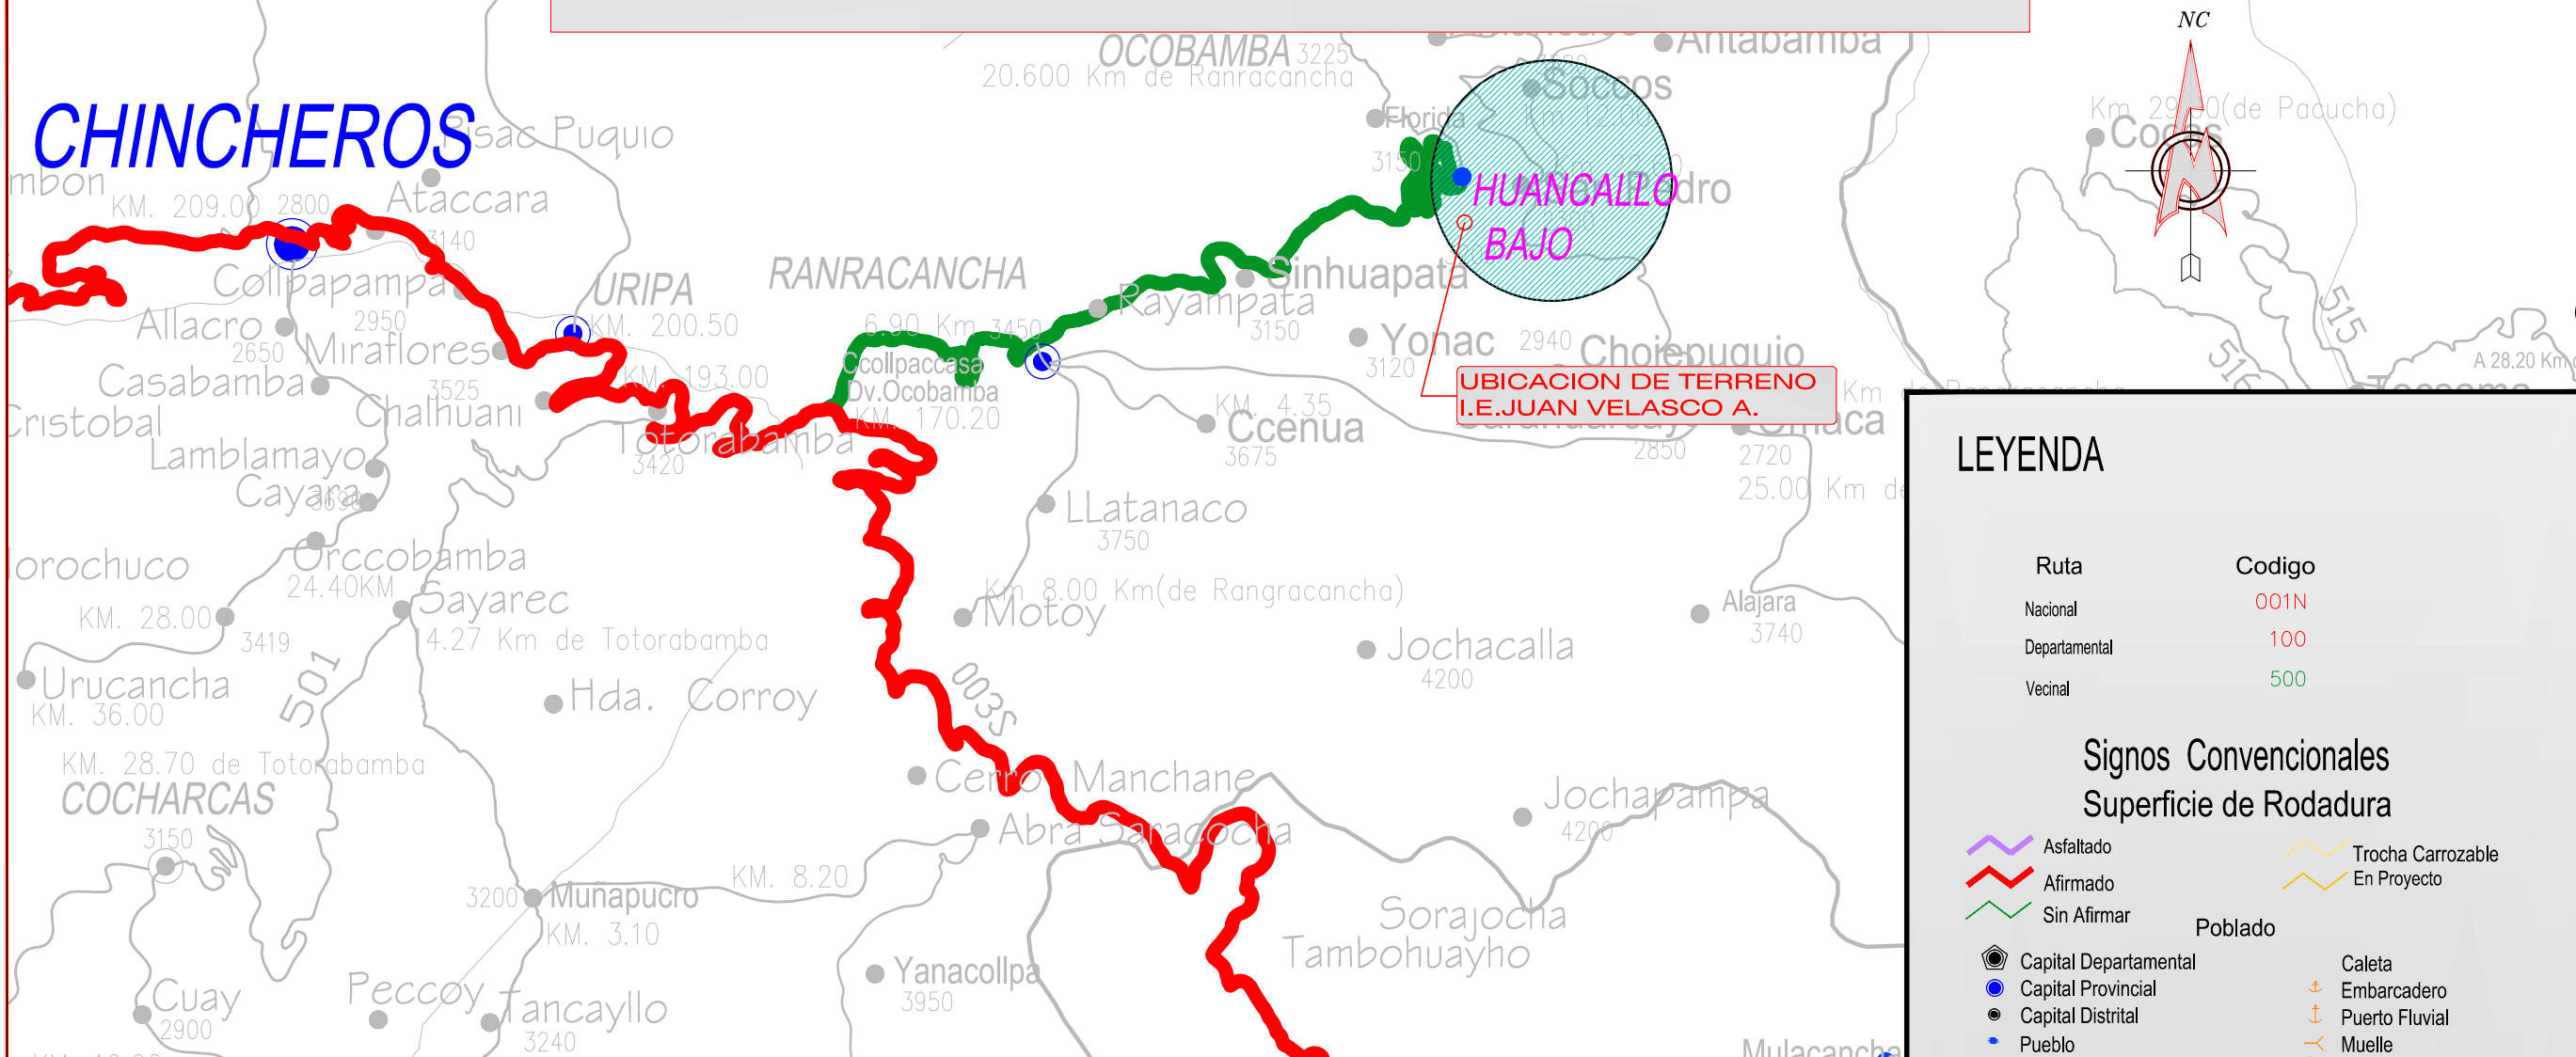 NC
OCOBAMBA 3225
20.600 Km de Ranracancha
Antabamba
Soccos
Florida
3150
CHINCHEROS
Pisac Puquio
KM. 209.00 2800
Ataccara
3140
HUANCALLO
BAJO
Km 29.00(de Pacucha)
Collpapampa
2950
URIPA
KM. 200.50
RANRACANCHA
Sinhuapata
Rayampata
3150
Allacro
2650
Miraflores
3525
6.90 Km 3450
Yonac
3120
2940
Chojepuquio
Casabamba
Chalhuani
KM. 193.00
Ccollpaccasa
Dv.Ocobamba
KM. 170.20
UBICACION DE TERRENO
I.E.JUAN VELASCO A.
515
516
A 28.20 Km
Cristobal
Totorabamba
3420
KM. 4.35
Ccenua
3675
2850
2720
25.00 Km de
Lamblamayo
Cayara
3690
LLatanaco
3750
orochuco
Orccobamba
24.40KM
Sayarec
KM. 28.00
3419
14.27 Km de Totorabamba
Km 8.00 Km(de Rangracancha)
Motoy
Alajara
3740
Jochacalla
4200
Urucancha
KM. 36.00
501
Hda. Corroy
003S
KM. 28.70 de Totorabamba
COCHARCAS
3150
Cerro Manchane
Abra Saracocha
Jochapampa
4200
KM. 8.20
3200
Muñapucro
KM. 3.10
Sorajocha
Tambohuayho
Yanacollpa
3950
Cuay
2900
Peccoy
Tancayllo
3240
Mulacancha
LEYENDA
Ruta Codigo
Nacional 001N
Departamental 100
Vecinal 500
Signos Convencionales
Superficie de Rodadura
Asfaltado
Trocha Carrozable
Afirmado
En Proyecto
Sin Afirmar
Poblado
Capital Departamental
Caleta
Capital Provincial
Embarcadero
Capital Distrital
Puerto Fluvial
Pueblo
Muelle